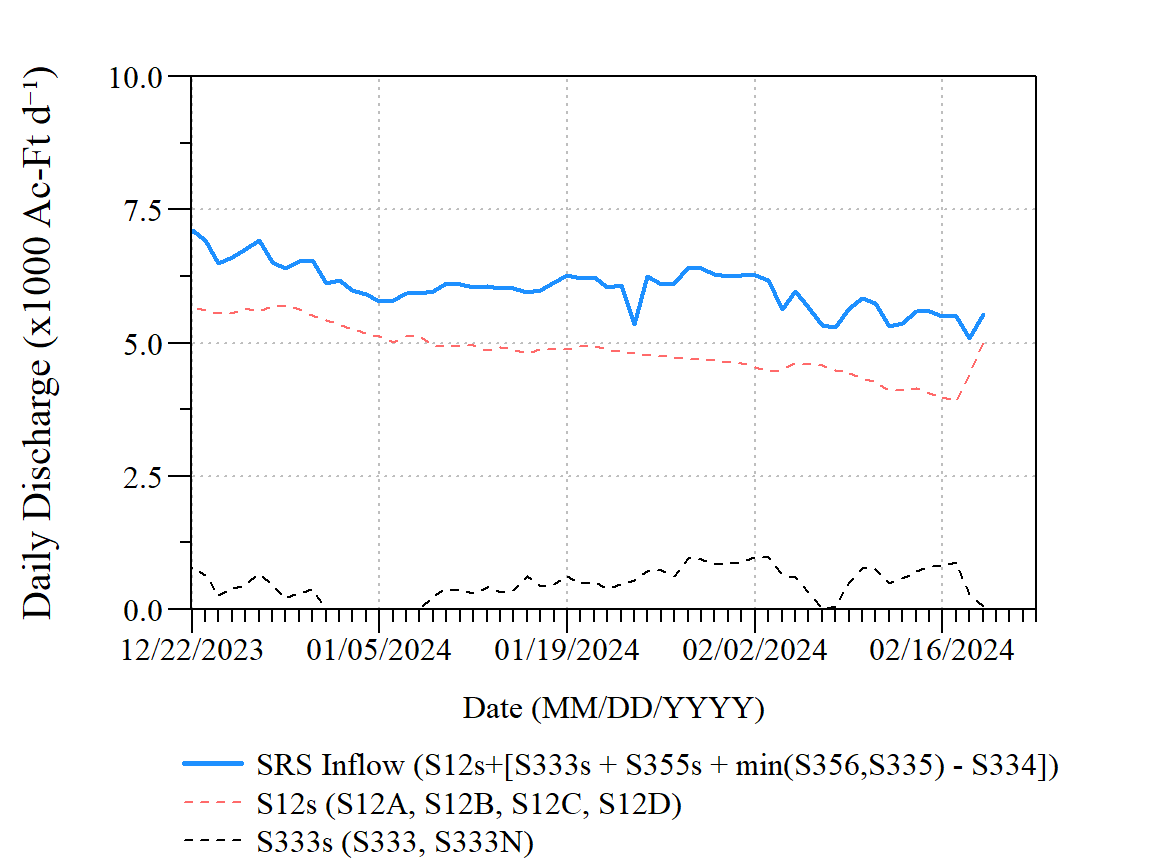 Daily Discharge (x1000 Ac-Ft d⁻¹)
10.0
7.5
5.0
2.5
0.0
12/22/2023 01/05/2024 01/19/2024 02/02/2024 02/16/2024
Date (MM/DD/YYYY)
SRS Inflow (S12s+[S333s + S355s + min(S356,S335) - S334])
S12s (S12A, S12B, S12C, S12D)
S333s (S333, S333N)